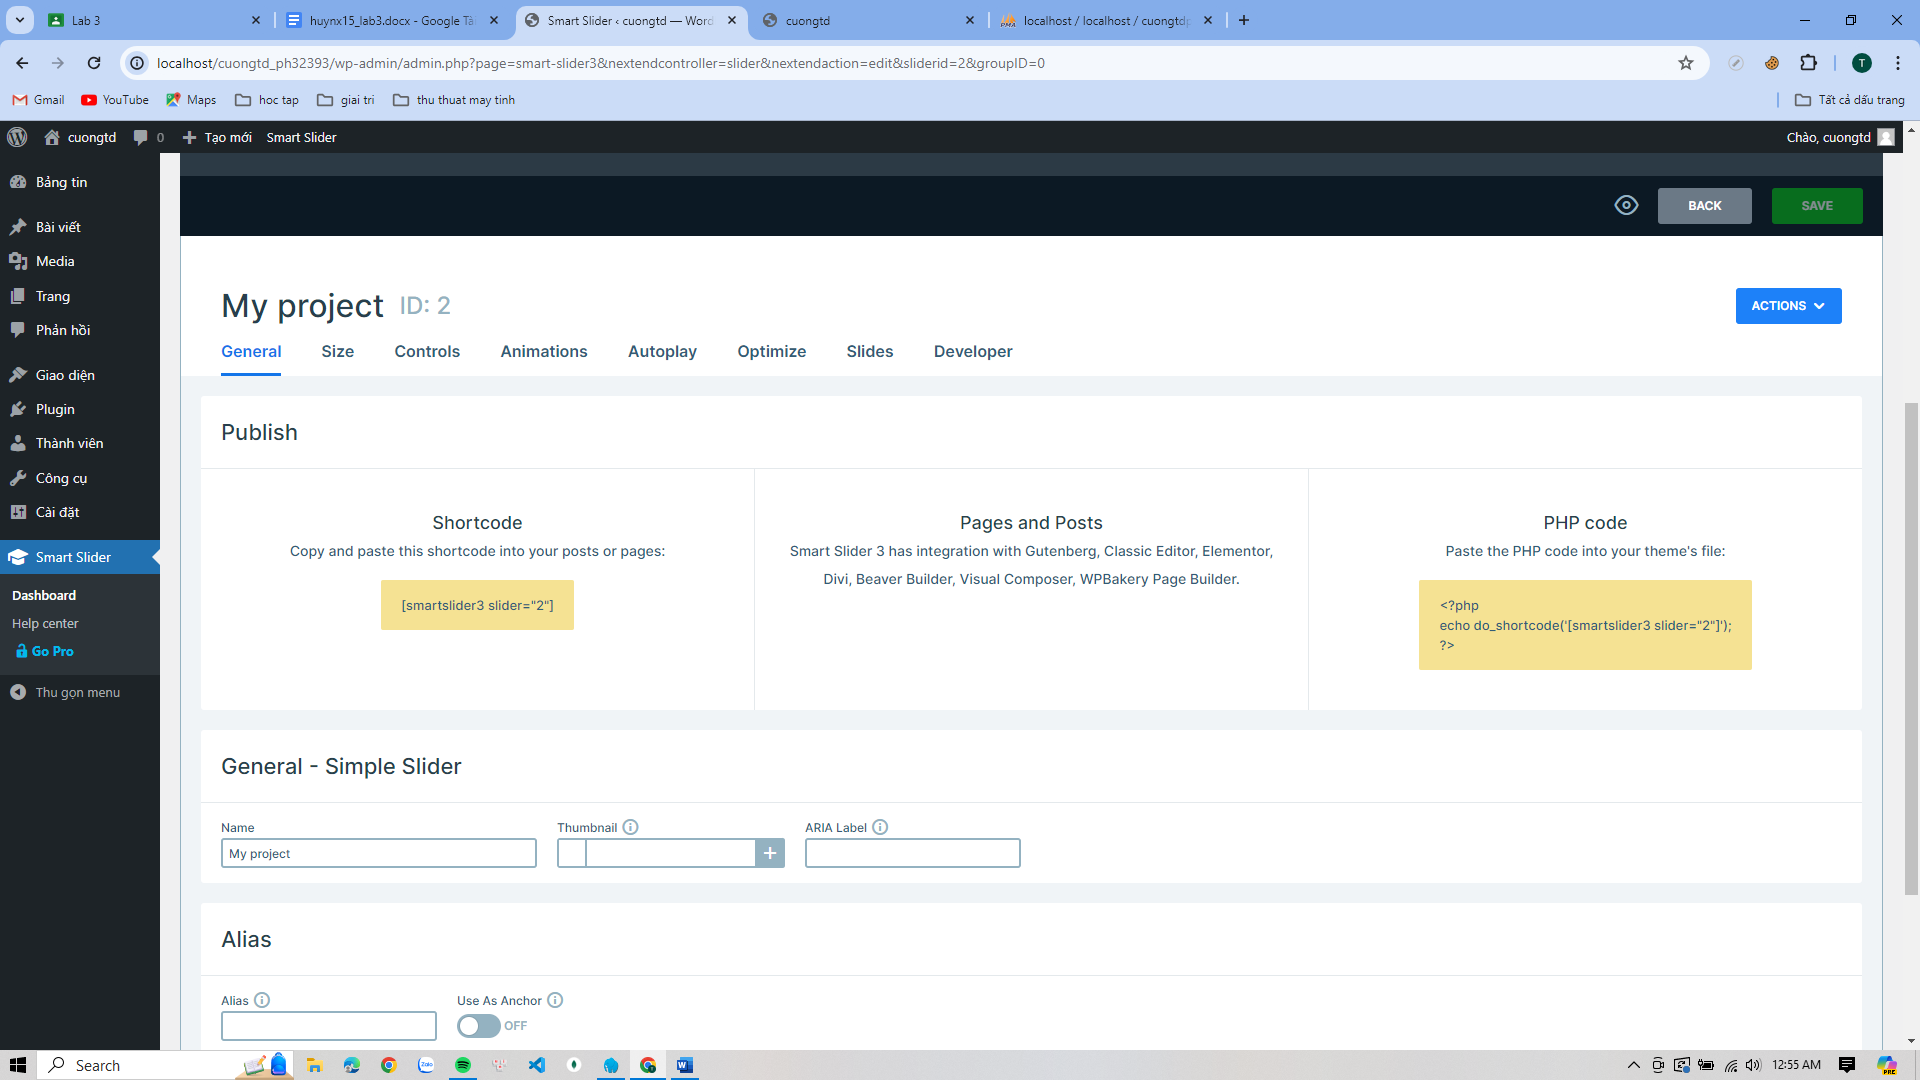 Lab 3
huynx15_lab3.docx - Google Tà
Smart Slider ‹ cuongtd — Word
cuongtd
localhost / localhost / cuongtdp
localhost/cuongtd_ph32393/wp-admin/admin.php?page=smart-slider3&nextendcontroller=slider&nextendaction=edit&sliderid=2&groupID=0
T
Gmail
YouTube
Maps
hoc tap
giai tri
thu thuat may tinh
Tất cả dấu trang
cuongtd
0
Tạo mới
Smart Slider
Chào, cuongtd
Bảng tin
Bài viết
Media
Trang
Phản hồi
Giao diện
Plugin
Thành viên
Công cụ
Cài đặt
Smart Slider
Dashboard
Help center
Go Pro
Thu gọn menu
BACK
SAVE
My project
ID: 2
ACTIONS
General
Size
Controls
Animations
Autoplay
Optimize
Slides
Developer
Publish
Shortcode
Copy and paste this shortcode into your posts or pages:
[smartslider3 slider="2"]
Pages and Posts
Smart Slider 3 has integration with Gutenberg, Classic Editor, Elementor,
Divi, Beaver Builder, Visual Composer, WPBakery Page Builder.
PHP code
Paste the PHP code into your theme's file:
<?php
echo do_shortcode('[smartslider3 slider="2"]');
?>
General - Simple Slider
Name
My project
Thumbnail
ARIA Label
Alias
Alias
Use As Anchor
OFF
Search
Zalo
12:55 AM
PRE